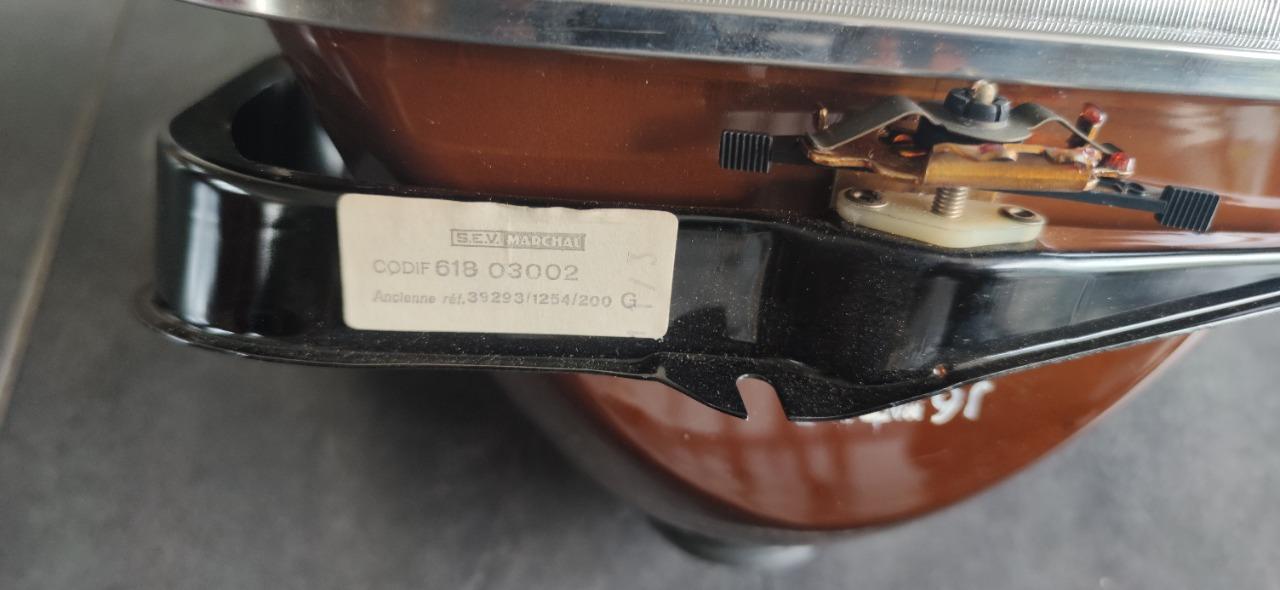 S.E.V. MARCHAL
CODIF 618 03002
Ancienne réf. 39293/1254/200 G